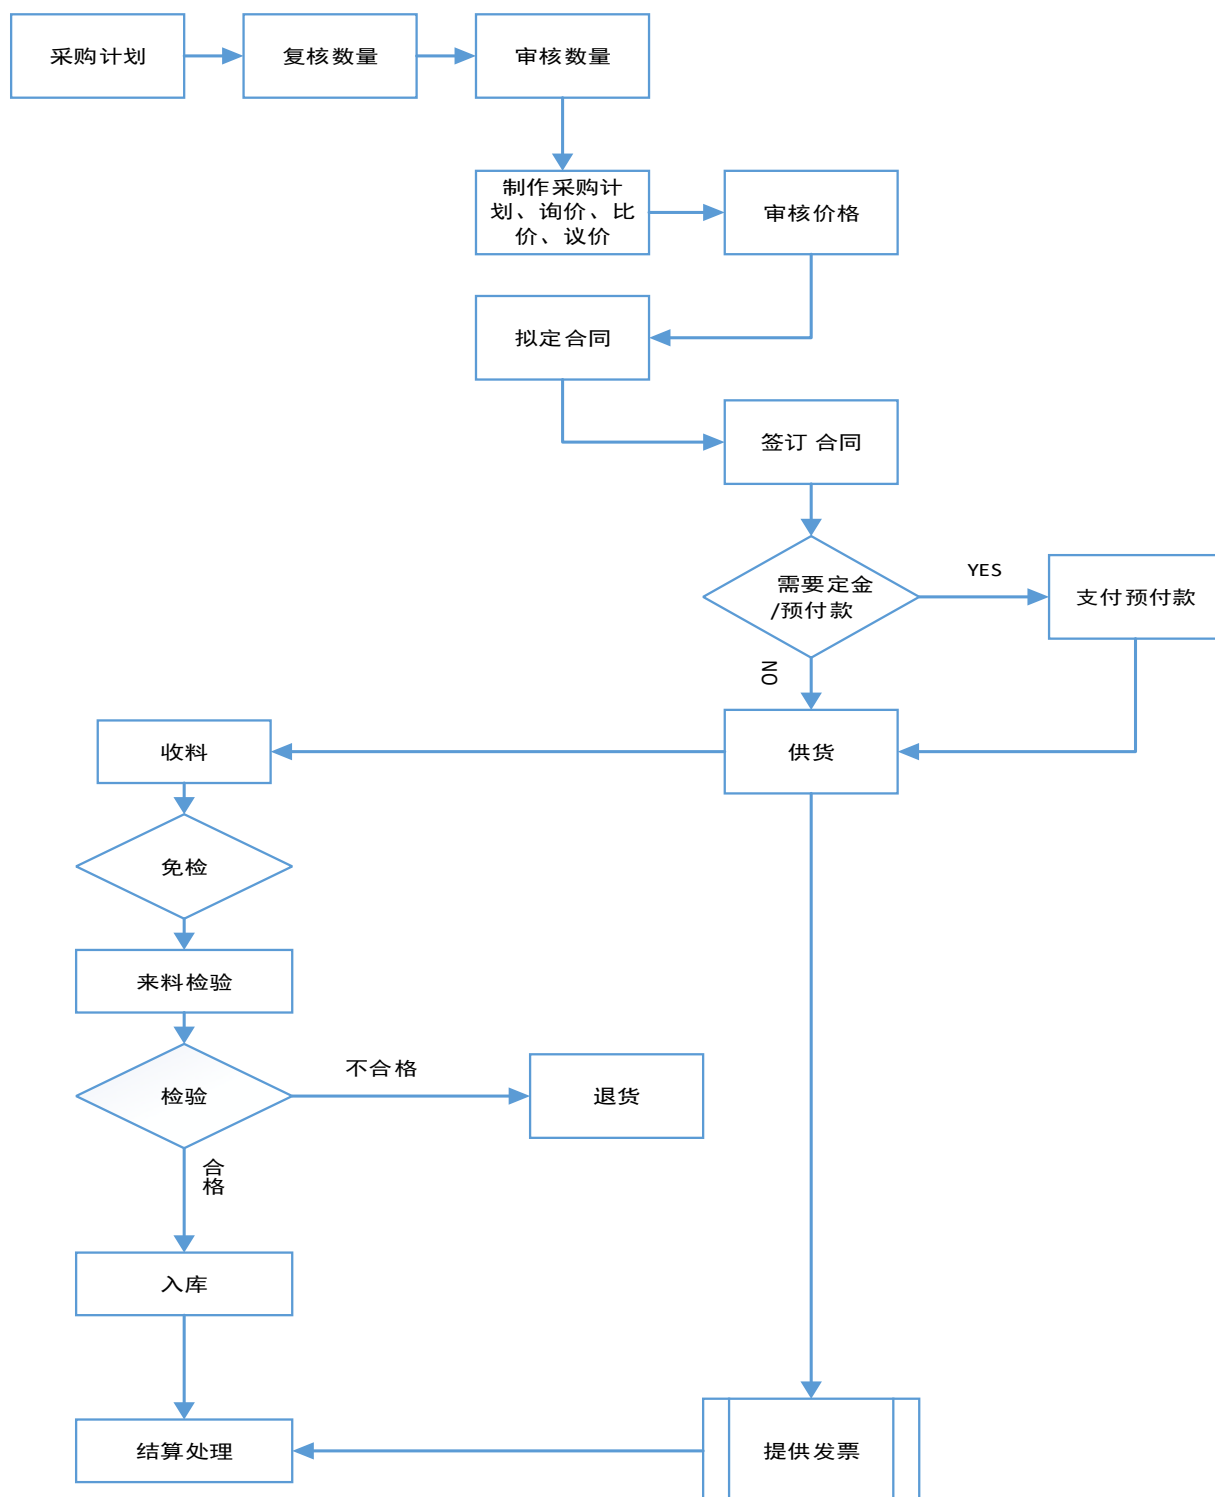 采购计划
复核数量
审核数量
制作采购计
划、询价、比
价、议价
审核价格
拟定合同
签订 合同
需要定金
/预付款
YES
支付预付款
NO
收料
供货
免检
来料检验
检验
不合格
退货
合
格
入库
结算处理
提供发票